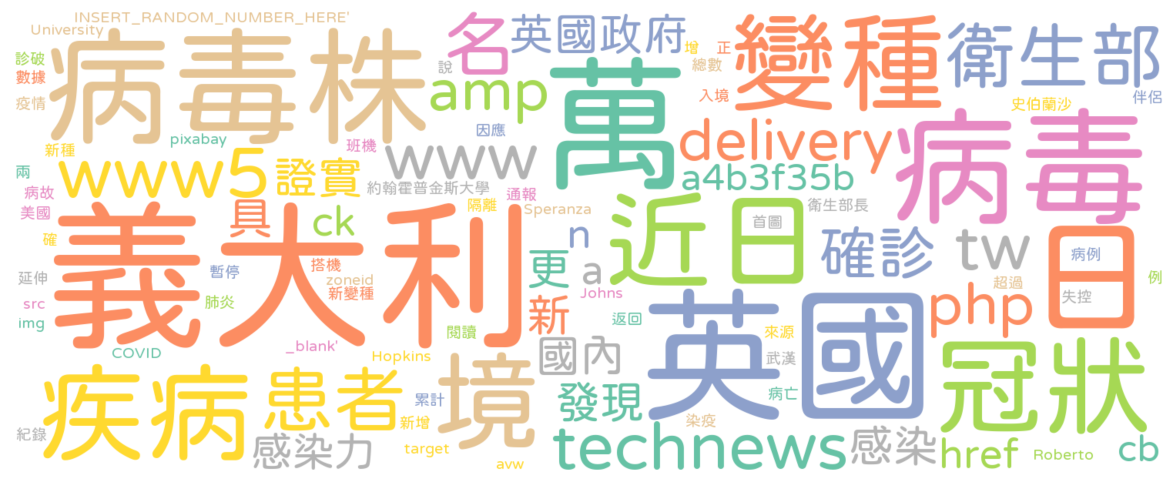 INSERT_RANDOM_NUMBER_HERE'
University
病毒株
名
英國政府
增
正
變種
衛生部
診破
數據
說
總數
疫情
amp
萬
入境
史伯蘭沙
伴侶
pixabay
因應
delivery
病毒
新種
班機
www
www5
證實
兩
約翰霍普金斯大學
通報
a4b3f35b
病故
美國
義大利
具
ck
隔離
Speranza
近日
首圖
衛生部長
確
n
確診
tw
日
病例
延伸
暫停
搭機
更
a
zoneid
新變種
Johns
超過
例
src
肺炎
失控
img
新
php
返回
閱讀
英國
來源
COVID
_blank'
Hopkins
國內
武漢
冠狀
疾病
患者
境
發現
病亡
累計
新增
染疫
紀錄
感染力
target
technews
感染
href
Roberto
cb
avw